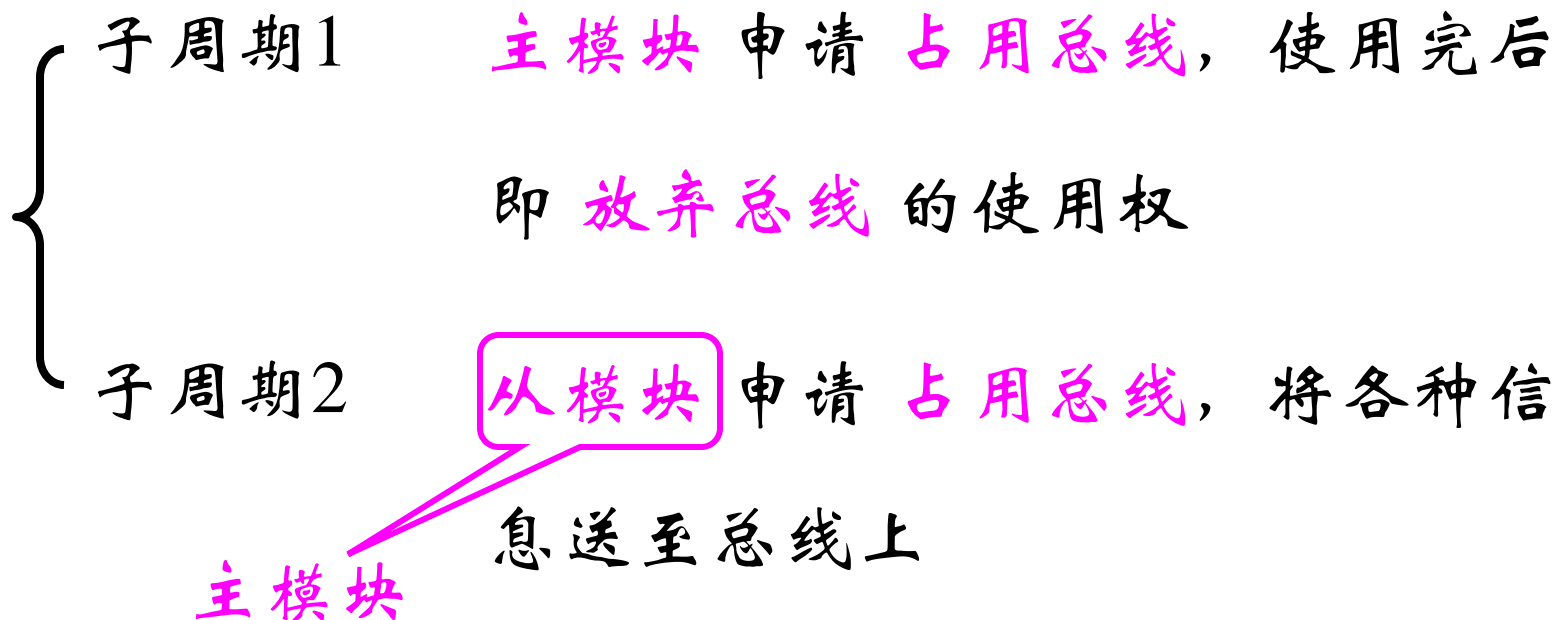 子周期1 主模块 申请 占用总线，使用完后
即 放弃总线 的使用权
子周期2 从模块 申请 占用总线，将各种信
息送至总线上
主模块